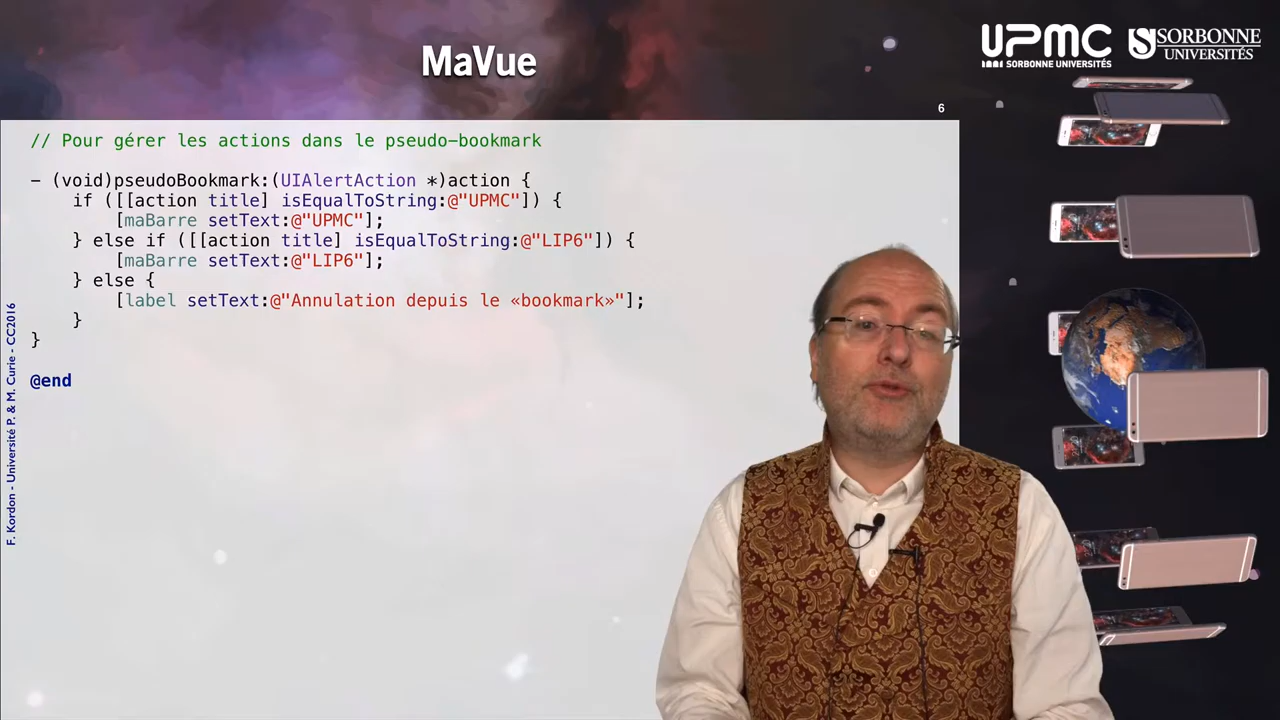 MaVue
UPMC
SORBONNE UNIVERSITÉS
SORBONNE
UNIVERSITÉS
6
// Pour gérer les actions dans le pseudo-bookmark
- (void)pseudoBookmark:(UIAlertAction *)action {
if ([[action title] isEqualToString:@"UPMC"]) {
[maBarre setText:@"UPMC"];
} else if ([[action title] isEqualToString:@"LIP6"]) {
[maBarre setText:@"LIP6"];
} else {
[label setText:@"Annulation depuis le «bookmark»"];
}
}
@end
F. Kordon - Université P. & M. Curie - CC2016